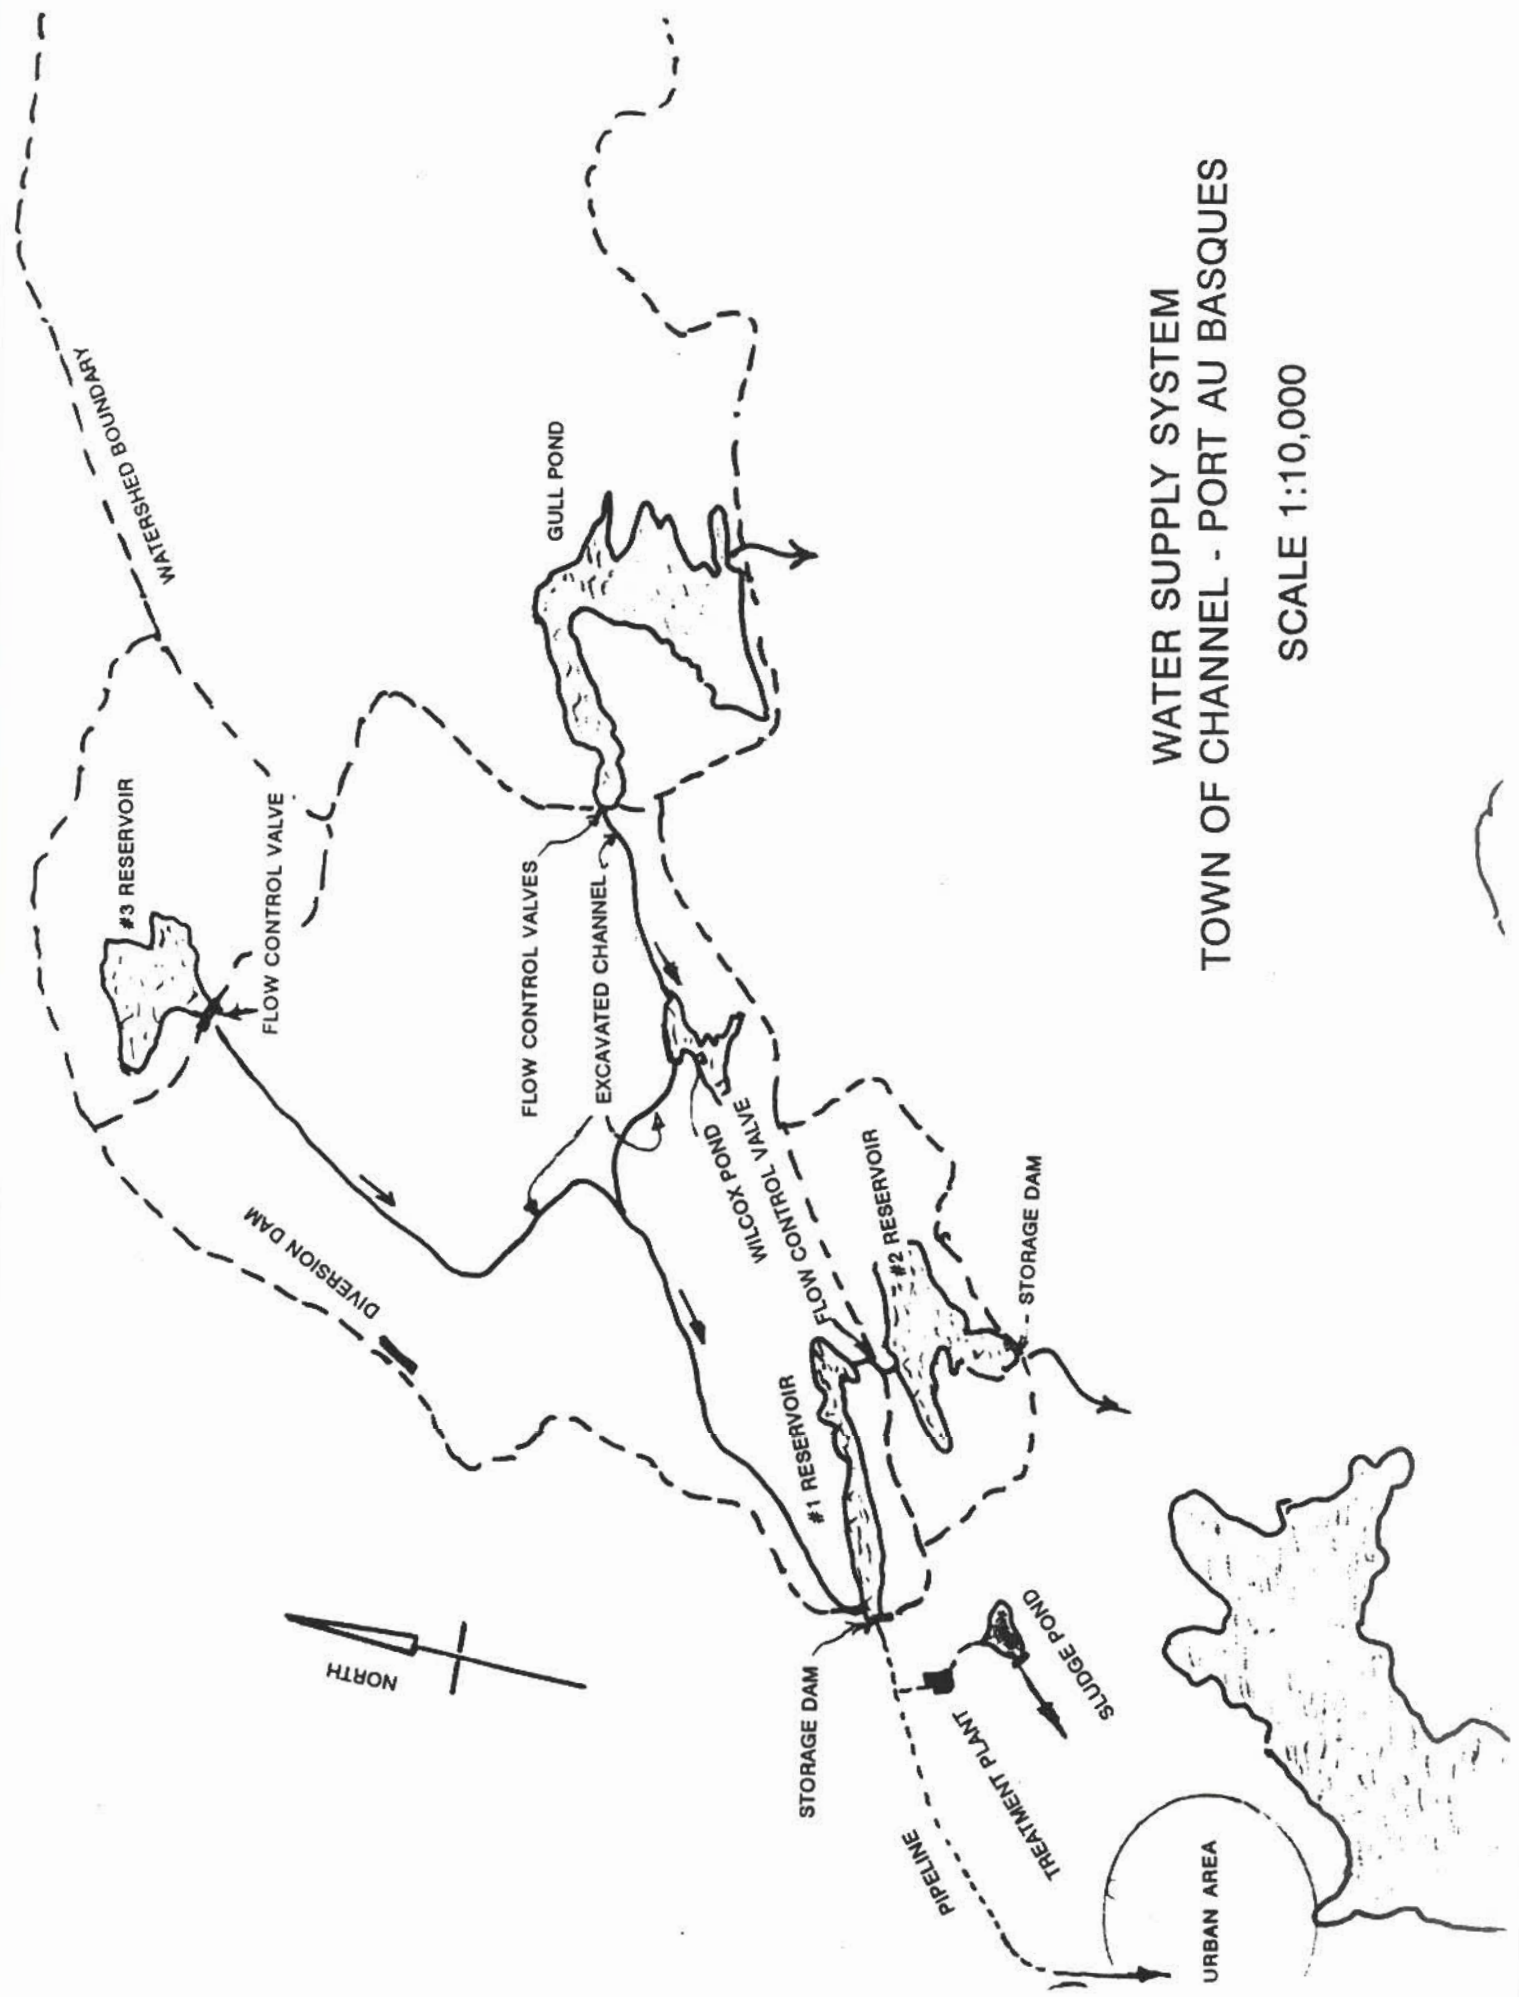 WATERSHED BOUNDARY
#3 RESERVOIR
FLOW CONTROL VALVE
GULL POND
DIVERSION DAM
FLOW CONTROL VALVES
EXCAVATED CHANNEL
WILCOX POND
FLOW CONTROL VALVE
#2 RESERVOIR
STORAGE DAM
#1 RESERVOIR
NORTH
STORAGE DAM
SLUDGE POND
TREATMENT PLANT
PIPELINE
URBAN AREA
WATER SUPPLY SYSTEM
TOWN OF CHANNEL - PORT AU BASQUES
SCALE 1:10,000